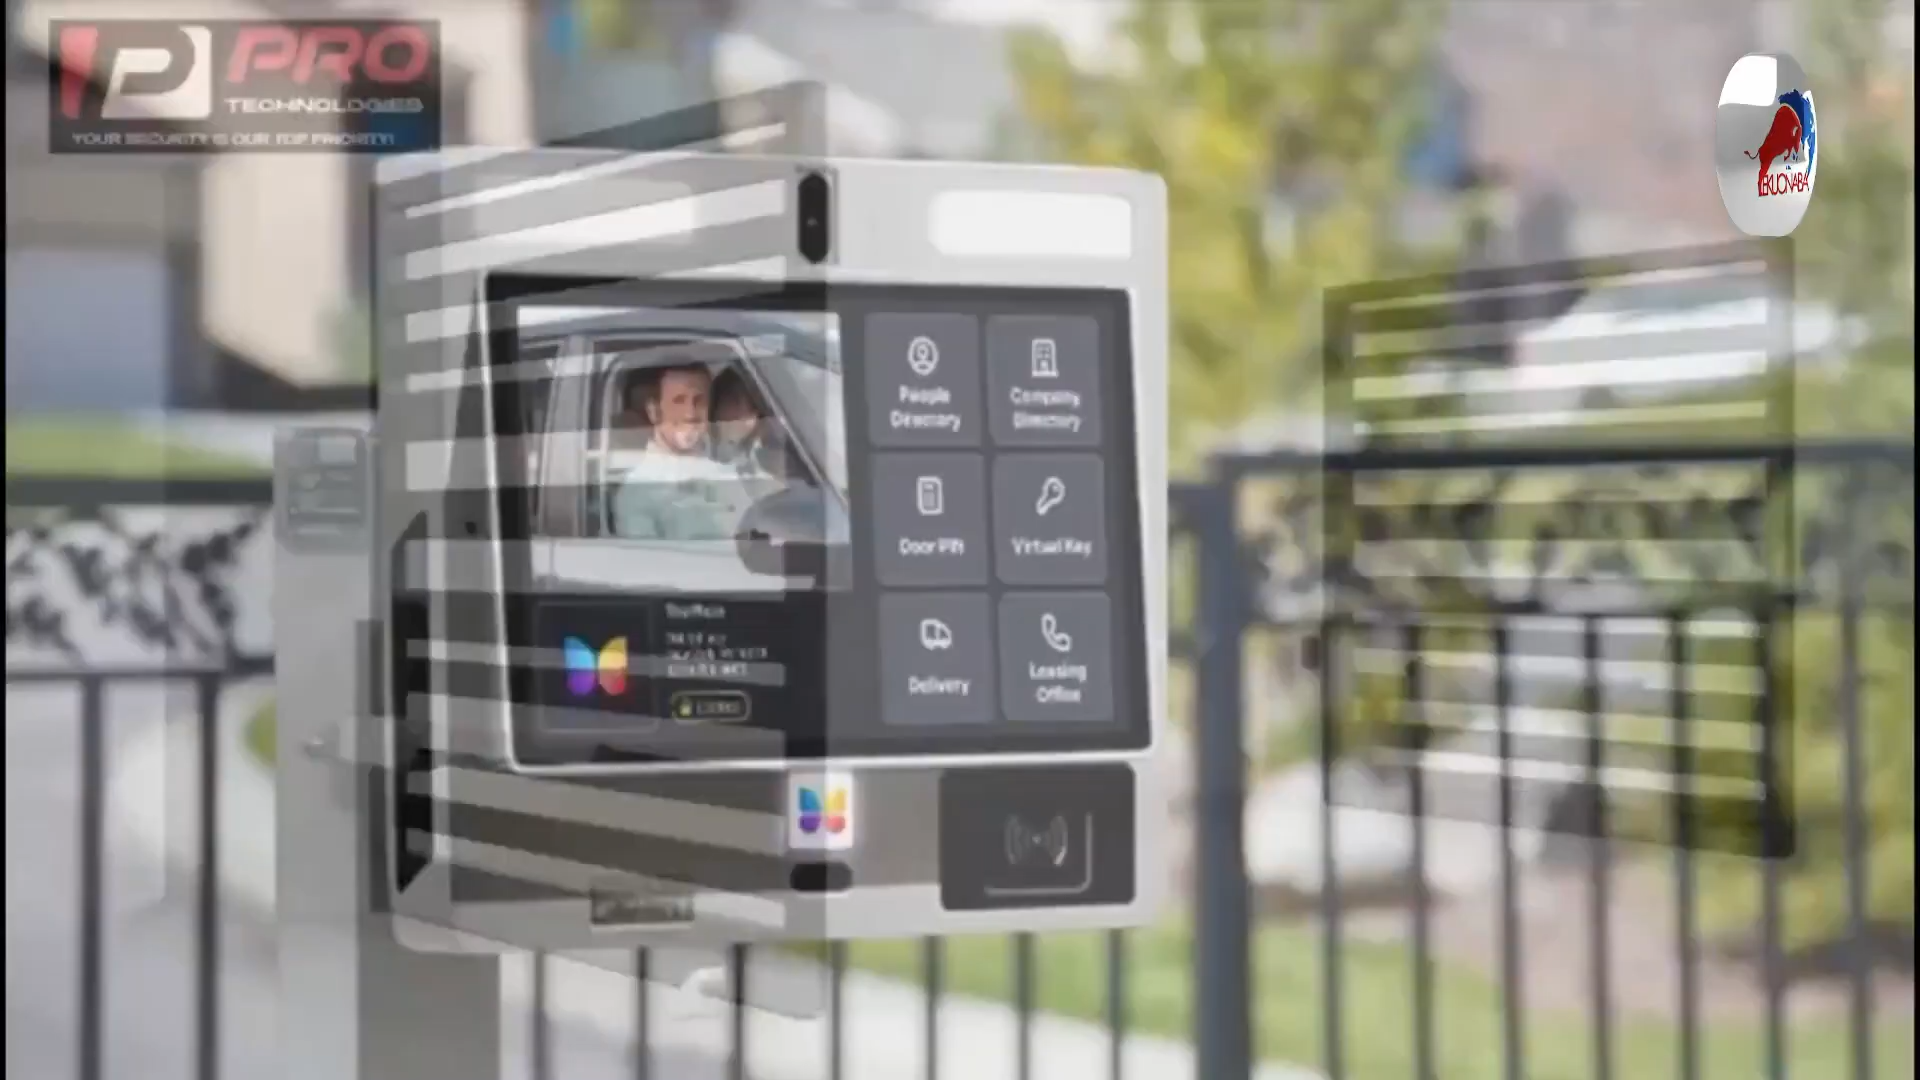 PRO
TECHNOLOGIES
YOUR SECURITY IS OUR TOP PRIORITY!
EKUONABA
People
Directory
Company
Directory
Door PIN
Virtual Key
Delivery
Leasing
Office